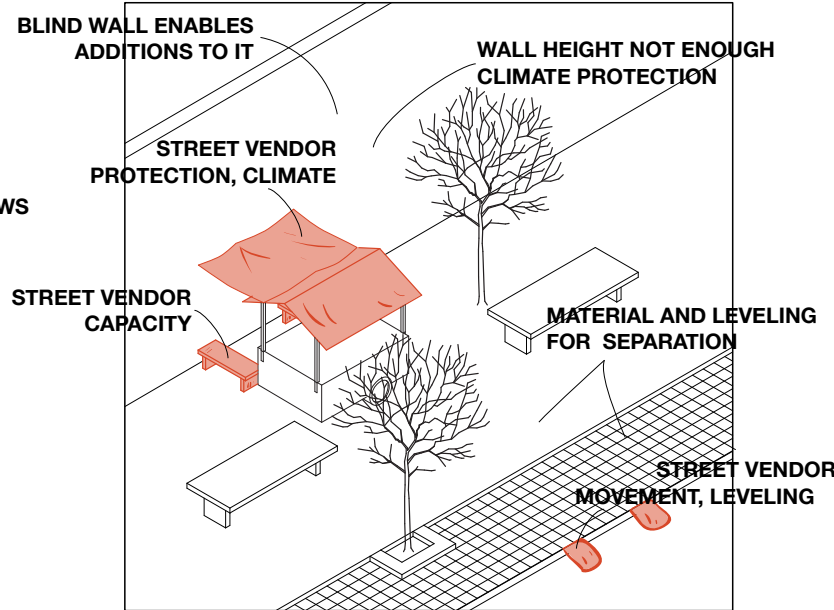 BLIND WALL ENABLES
ADDITIONS TO IT
WALL HEIGHT NOT ENOUGH
CLIMATE PROTECTION
STREET VENDOR
PROTECTION, CLIMATE
WS
STREET VENDOR
CAPACITY
MATERIAL AND LEVELING
FOR SEPARATION
STREET VENDOR
MOVEMENT, LEVELING